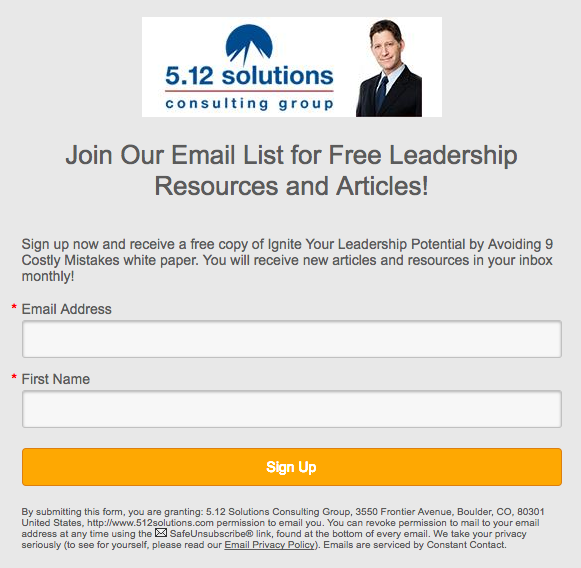 5.12 solutions
consulting group
Join Our Email List for Free Leadership
Resources and Articles!
Sign up now and receive a free copy of Ignite Your Leadership Potential by Avoiding 9
Costly Mistakes white paper. You will receive new articles and resources in your inbox
monthly!
* Email Address
* First Name
Sign Up
By submitting this form, you are granting: 5.12 Solutions Consulting Group, 3550 Frontier Avenue, Boulder, CO, 80301
United States, http://www.512solutions.com permission to email you. You can revoke permission to mail to your email
address at any time using the SafeUnsubscribe® link, found at the bottom of every email. We take your privacy
seriously (to see for yourself, please read our Email Privacy Policy). Emails are serviced by Constant Contact.